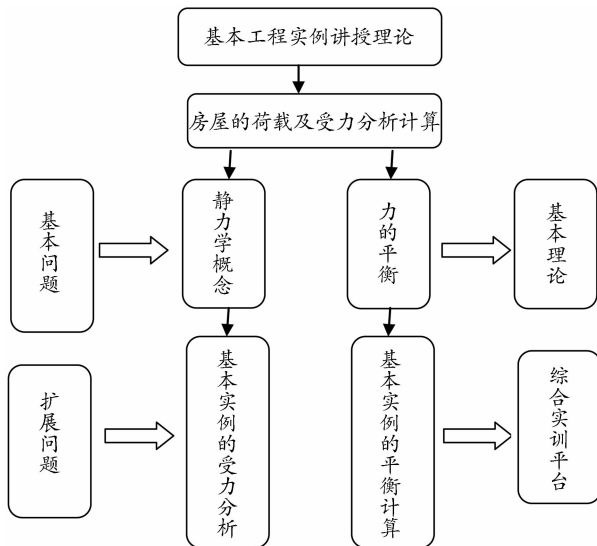 基本工程实例讲授理论
房屋的荷载及受力分析计算
基本问题
静力学概念
力的平衡
基本理论
扩展问题
基本实例的受力分析
基本实例的平衡计算
综合实训平台